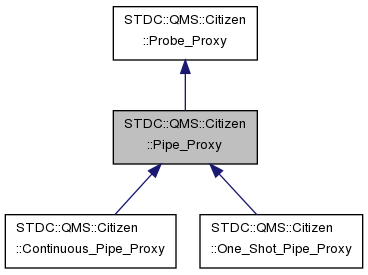 STDC::QMS::Citizen
::Probe_Proxy
STDC::QMS::Citizen
::Pipe_Proxy
STDC::QMS::Citizen
::Continuous_Pipe_Proxy
STDC::QMS::Citizen
::One_Shot_Pipe_Proxy